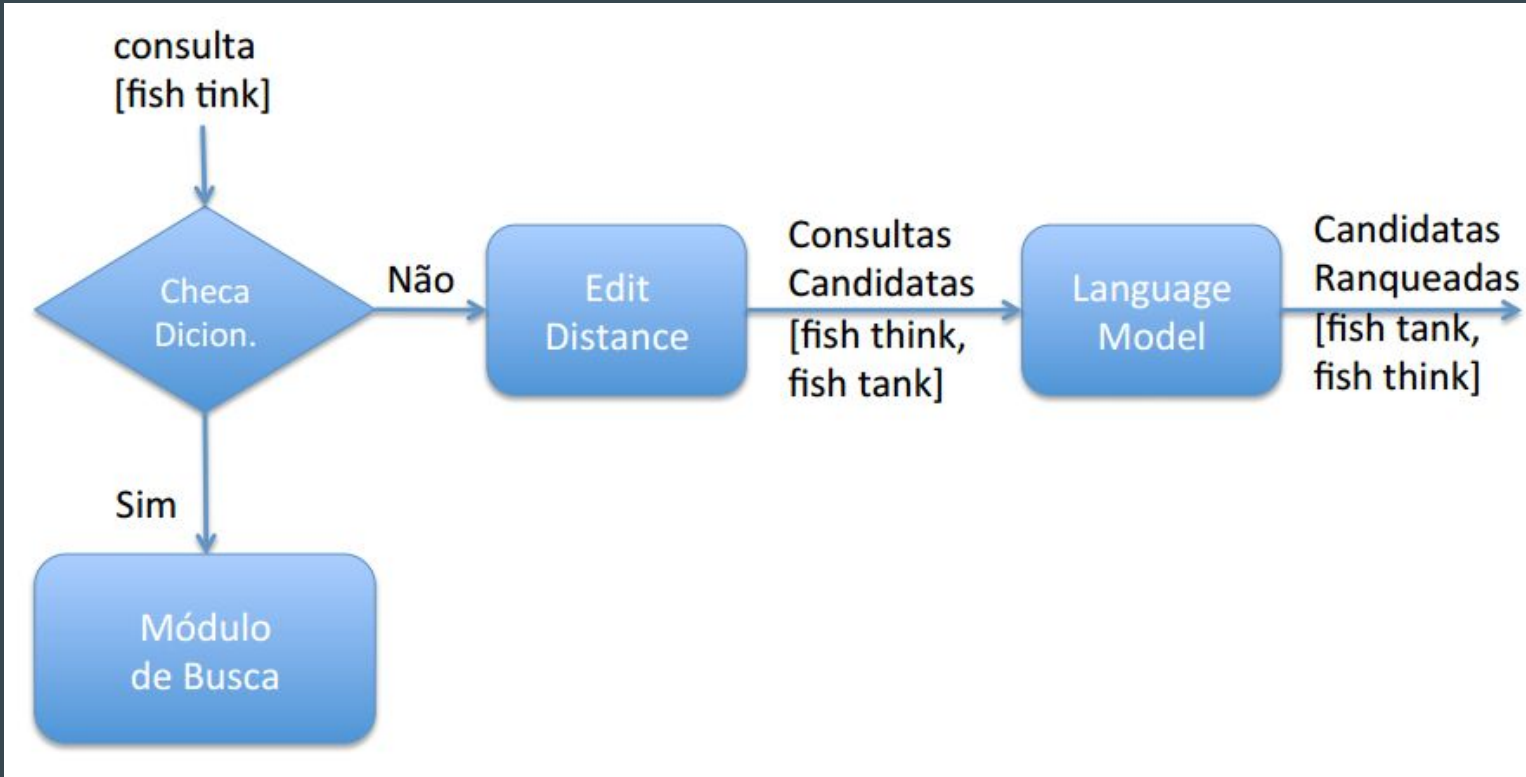 consulta
[fish tink]
Checa
Dicion.
Não
Edit
Distance
Consultas
Candidatas
[fish think,
fish tank]
Language
Model
Candidatas
Ranqueadas
[fish tank,
fish think]
Sim
Módulo
de Busca